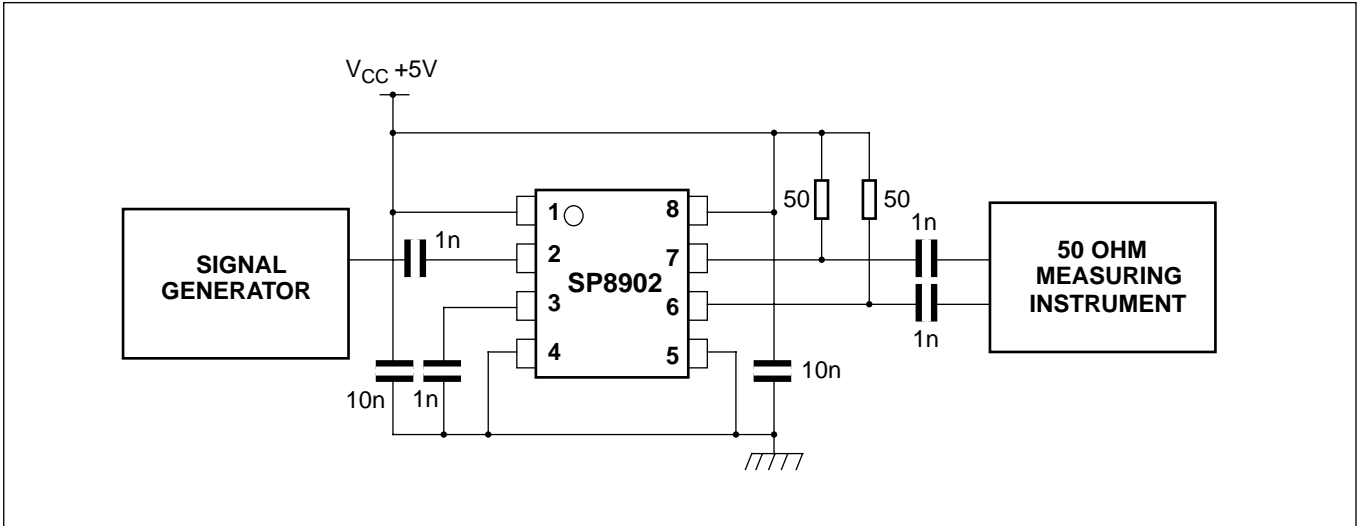 VCC +5V
SIGNAL
GENERATOR
1n
10n
1n
1
2
3
4
SP8902
8
7
6
5
50
50
10n
1n
1n
50 OHM
MEASURING
INSTRUMENT